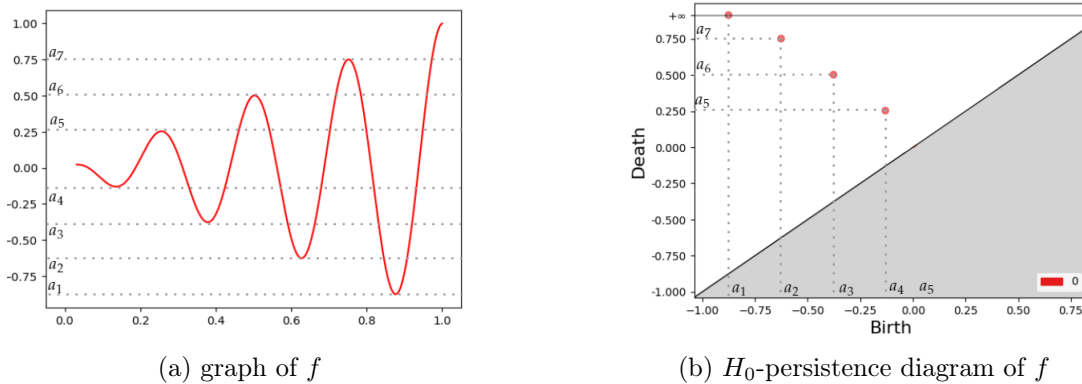 1.00
0.75
0.50
0.25
0.00
-0.25
-0.50
-0.75
a7
a6
a5
a4
a3
a2
a1
0.0 0.2 0.4 0.6 0.8 1.0
(a) graph of f
+∞
0.750
0.500
0.250
0.000
-0.250
-0.500
-0.750
-1.000
Death
a7
a6
a5
a1 a2 a3 a4 a5
0
-1.00 -0.75 -0.50 -0.25 0.00 0.25 0.50 0.75
Birth
(b) H0-persistence diagram of f